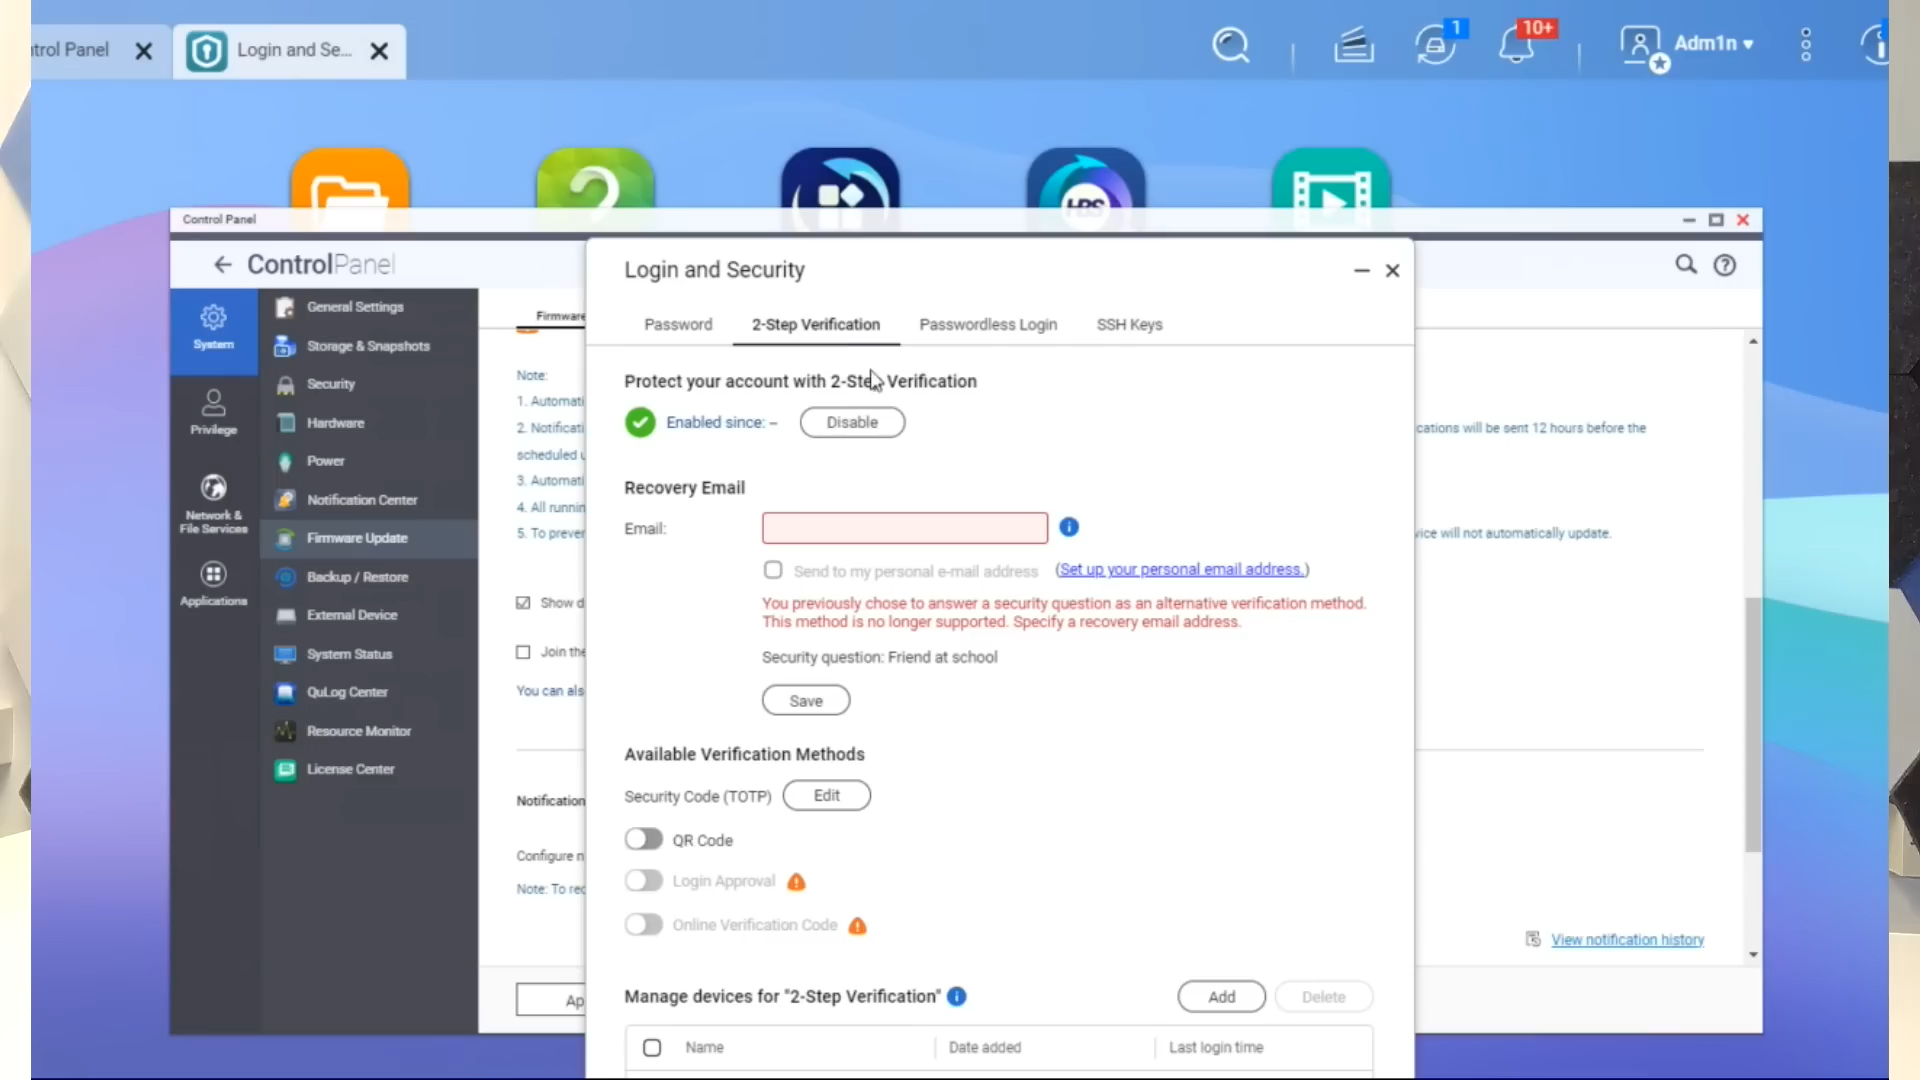 ntrol Panel
Login and Se...
1
10+
Adm1n
HBS
Control Panel
ControlPanel
System
Privilege
Network &
File Services
Applications
General Settings
Storage & Snapshots
Security
Hardware
Power
Notification Center
Firmware Update
Backup / Restore
External Device
System Status
QuLog Center
Resource Monitor
License Center
Firmware
Note:
1. Automati
2. Notificati
scheduled u
3. Automati
4. All runnin
5. To prever
Show d
Join the
You can als
Notification
Configure n
Note: To rec
Ap
cations will be sent 12 hours before the
vice will not automatically update.
View notification history
Login and Security
Password
2-Step Verification
Passwordless Login
SSH Keys
Protect your account with 2-Step Verification
Enabled since: –
Disable
Recovery Email
Email:
Send to my personal e-mail address
(Set up your personal email address.)
You previously chose to answer a security question as an alternative verification method.
This method is no longer supported. Specify a recovery email address.
Security question: Friend at school
Save
Available Verification Methods
Security Code (TOTP)
Edit
QR Code
Login Approval
Online Verification Code
Manage devices for "2-Step Verification"
Add
Delete
Name
Date added
Last login time